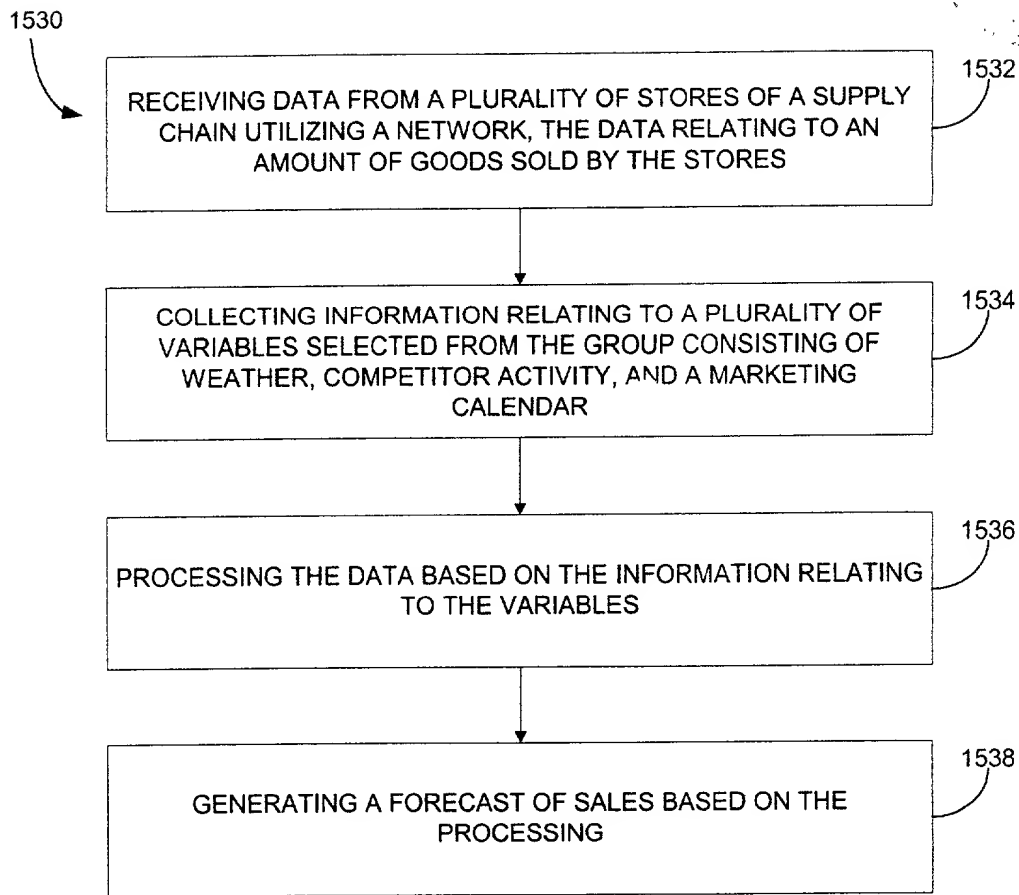 1530
1532
RECEIVING DATA FROM A PLURALITY OF STORES OF A SUPPLY
CHAIN UTILIZING A NETWORK, THE DATA RELATING TO AN
AMOUNT OF GOODS SOLD BY THE STORES
1534
COLLECTING INFORMATION RELATING TO A PLURALITY OF
VARIABLES SELECTED FROM THE GROUP CONSISTING OF
WEATHER, COMPETITOR ACTIVITY, AND A MARKETING
CALENDAR
1536
PROCESSING THE DATA BASED ON THE INFORMATION RELATING
TO THE VARIABLES
1538
GENERATING A FORECAST OF SALES BASED ON THE
PROCESSING